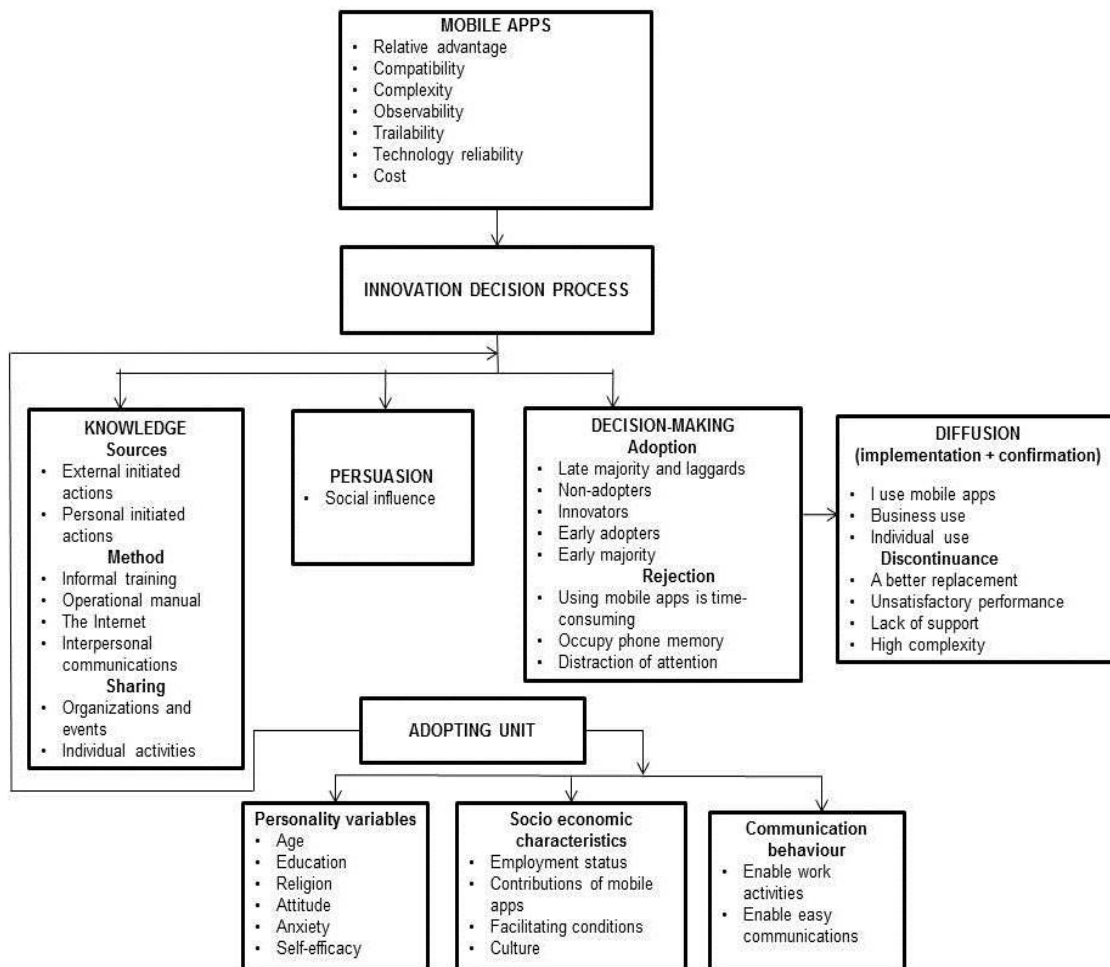 MOBILE APPS
• Relative advantage
• Compatibility
• Complexity
• Observability
• Trailability
• Technology reliability
• Cost
INNOVATION DECISION PROCESS
KNOWLEDGE
Sources
• External initiated
actions
• Personal initiated
actions
Method
• Informal training
• Operational manual
• The Internet
• Interpersonal
communications
Sharing
• Organizations and
events
• Individual activities
PERSUASION
• Social influence
DECISION-MAKING
Adoption
• Late majority and laggards
• Non-adopters
• Innovators
• Early adopters
• Early majority
Rejection
• Using mobile apps is time-
consuming
• Occupy phone memory
• Distraction of attention
DIFFUSION
(implementation + confirmation)
• I use mobile apps
• Business use
• Individual use
Discontinuance
• A better replacement
• Unsatisfactory performance
• Lack of support
• High complexity
ADOPTING UNIT
Personality variables
• Age
• Education
• Religion
• Attitude
• Anxiety
• Self-efficacy
Socio economic
characteristics
• Employment status
• Contributions of mobile
apps
• Facilitating conditions
• Culture
Communication
behaviour
• Enable work
activities
• Enable easy
communications